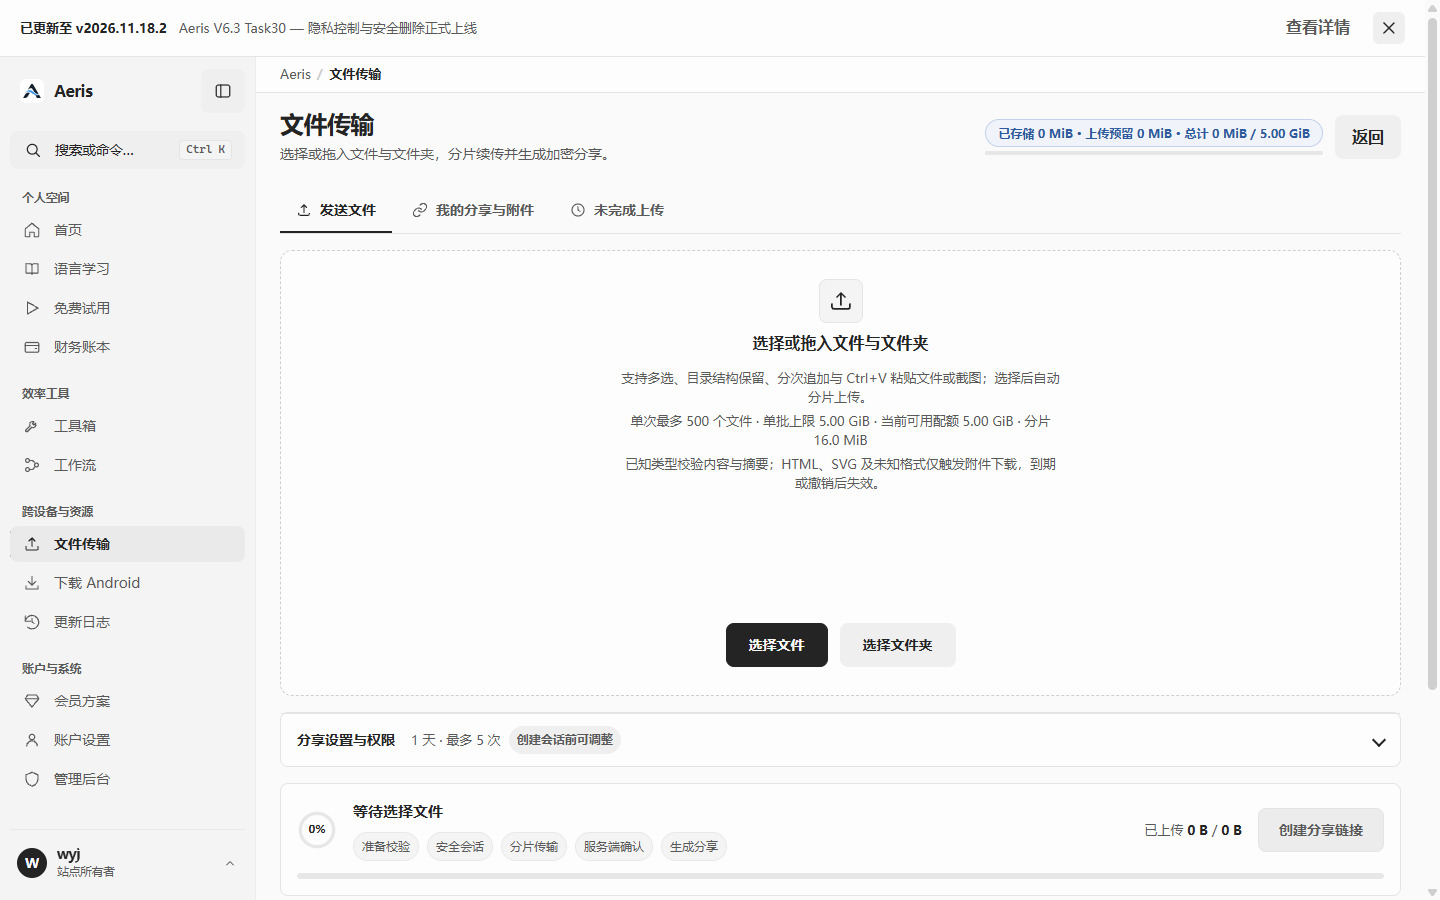 已更新至 v2026.11.18.2 Aeris V6.3 Task30 — 隐私控制与安全删除正式上线
查看详情
Aeris
搜索或命令... Ctrl K
个人空间
首页
语言学习
免费试用
财务账本
效率工具
工具箱
工作流
跨设备与资源
文件传输
下载 Android
更新日志
账户与系统
会员方案
账户设置
管理后台
W
wyj
站点所有者
Aeris / 文件传输
文件传输
选择或拖入文件与文件夹，分片续传并生成加密分享。
已存储 0 MiB • 上传预留 0 MiB • 总计 0 MiB / 5.00 GiB
返回
发送文件 我的分享与附件 未完成上传
选择或拖入文件与文件夹
支持多选、目录结构保留、分次追加与 Ctrl+V 粘贴文件或截图；选择后自动
分片上传。
单次最多 500 个文件 · 单批上限 5.00 GiB · 当前可用配额 5.00 GiB · 分片
16.0 MiB
已知类型校验内容与摘要；HTML、SVG 及未知格式仅触发附件下载，到期
或撤销后失效。
选择文件 选择文件夹
分享设置与权限 1 天 · 最多 5 次 创建会话前可调整
0%
等待选择文件
准备校验 安全会话 分片传输 服务端确认 生成分享
已上传 0 B / 0 B
创建分享链接